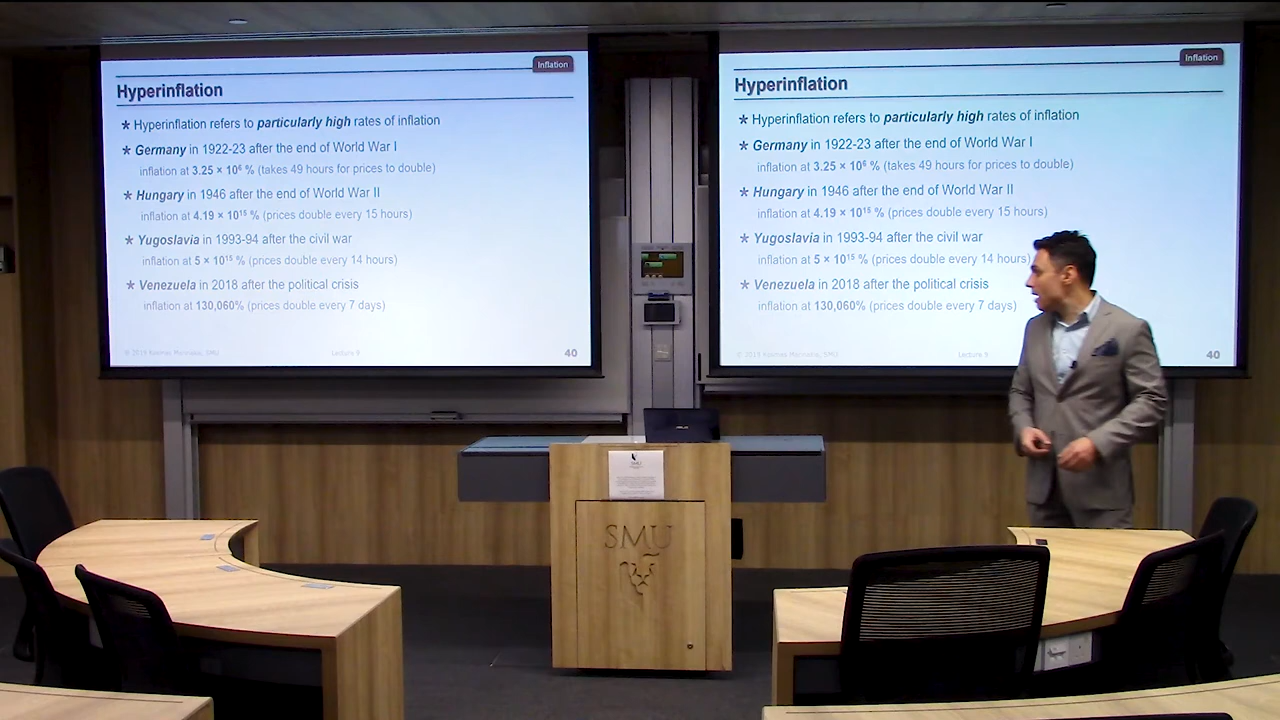 Inflation
Hyperinflation
* Hyperinflation refers to particularly high rates of inflation
* Germany in 1922-23 after the end of World War I
inflation at 3.25 × 10⁶ % (takes 49 hours for prices to double)
* Hungary in 1946 after the end of World War II
inflation at 4.19 × 10¹⁵ % (prices double every 15 hours)
* Yugoslavia in 1993-94 after the civil war
inflation at 5 × 10¹⁵ % (prices double every 14 hours)
* Venezuela in 2018 after the political crisis
inflation at 130,060% (prices double every 7 days)
© 2019 Kosmas Marinakis, SMU Lecture 9 40
Inflation
Hyperinflation
* Hyperinflation refers to particularly high rates of inflation
* Germany in 1922-23 after the end of World War I
inflation at 3.25 × 10⁶ % (takes 49 hours for prices to double)
* Hungary in 1946 after the end of World War II
inflation at 4.19 × 10¹⁵ % (prices double every 15 hours)
* Yugoslavia in 1993-94 after the civil war
inflation at 5 × 10¹⁵ % (prices double every 14 hours)
* Venezuela in 2018 after the political crisis
inflation at 130,060% (prices double every 7 days)
© 2019 Kosmas Marinakis, SMU Lecture 9 40
SMU
SMU